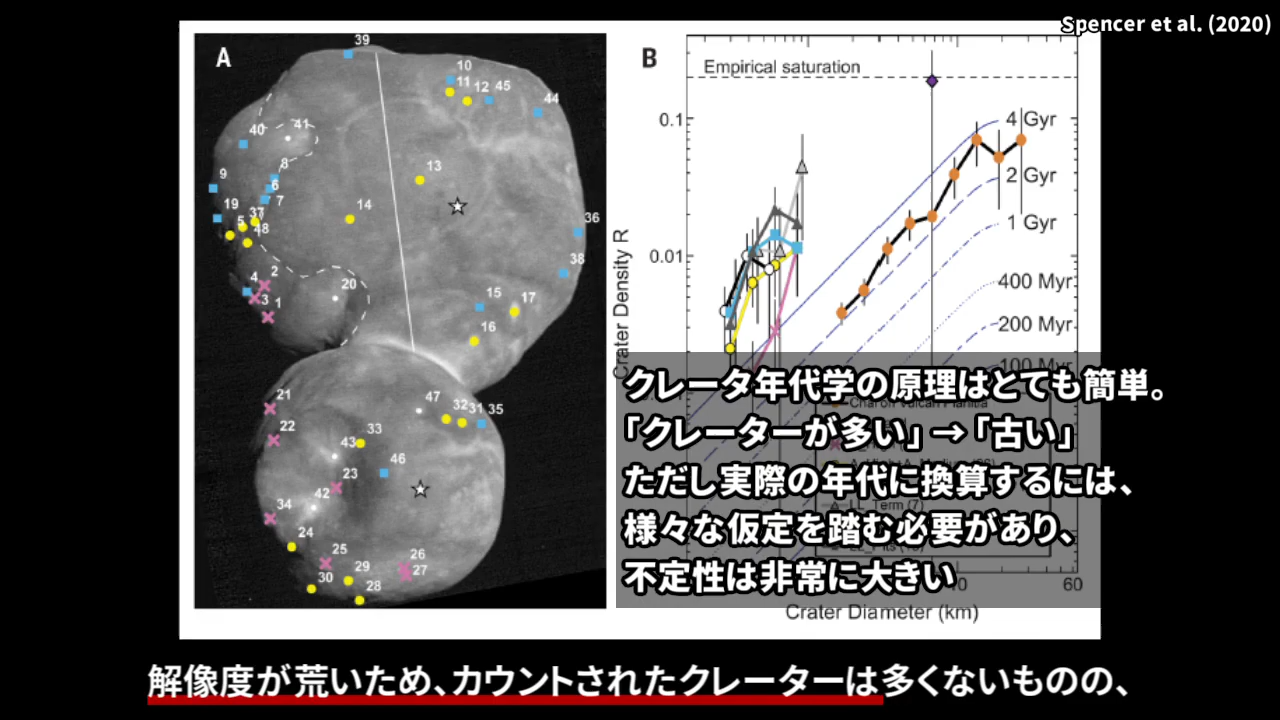 Spencer et al. (2020)
A
39
10
11
12
45
44
40
41
13
8
9
6
7
14
19
5
37
48
36
38
4
2
3
1
20
15
17
16
21
22
47
32
31
35
33
43
46
23
42
34
24
25
26
27
30
29
28
B
Empirical saturation
0.1
0.01
Crater Density R
4 Gyr
2 Gyr
1 Gyr
400 Myr
200 Myr
100 Myr
クレータ年代学の原理はとても簡単。
「クレーターが多い」→「古い」
ただし実際の年代に換算するには、
様々な仮定を踏む必要があり、
不定性は非常に大きい
60
Crater Diameter (km)
解像度が荒いため、カウントされたクレーターは多くないものの、